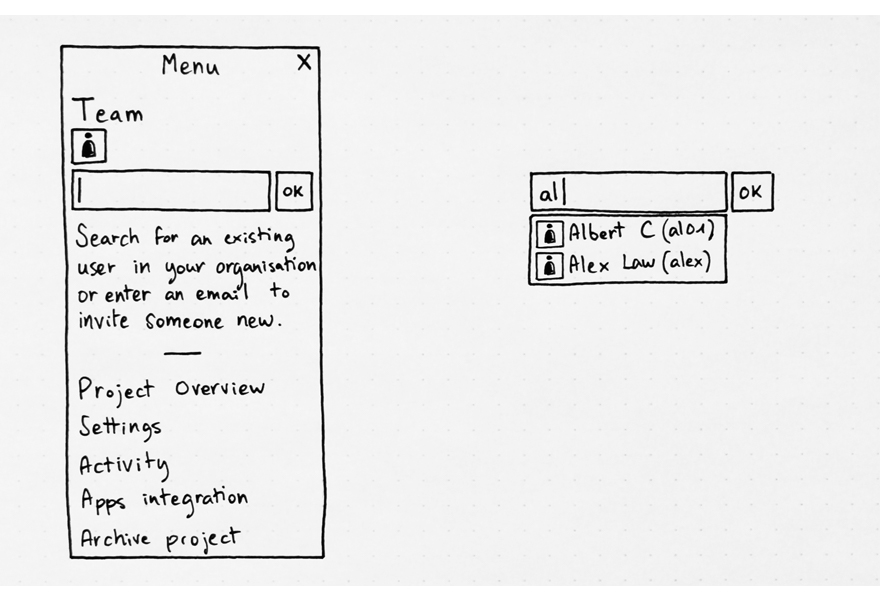 Menu X
Team
OK
Search for an existing
user in your organisation
or enter an email to
invite someone new.
Project Overview
Settings
Activity
Apps integration
Archive project
al
OK
Albert C (al01)
Alex Law (alex)